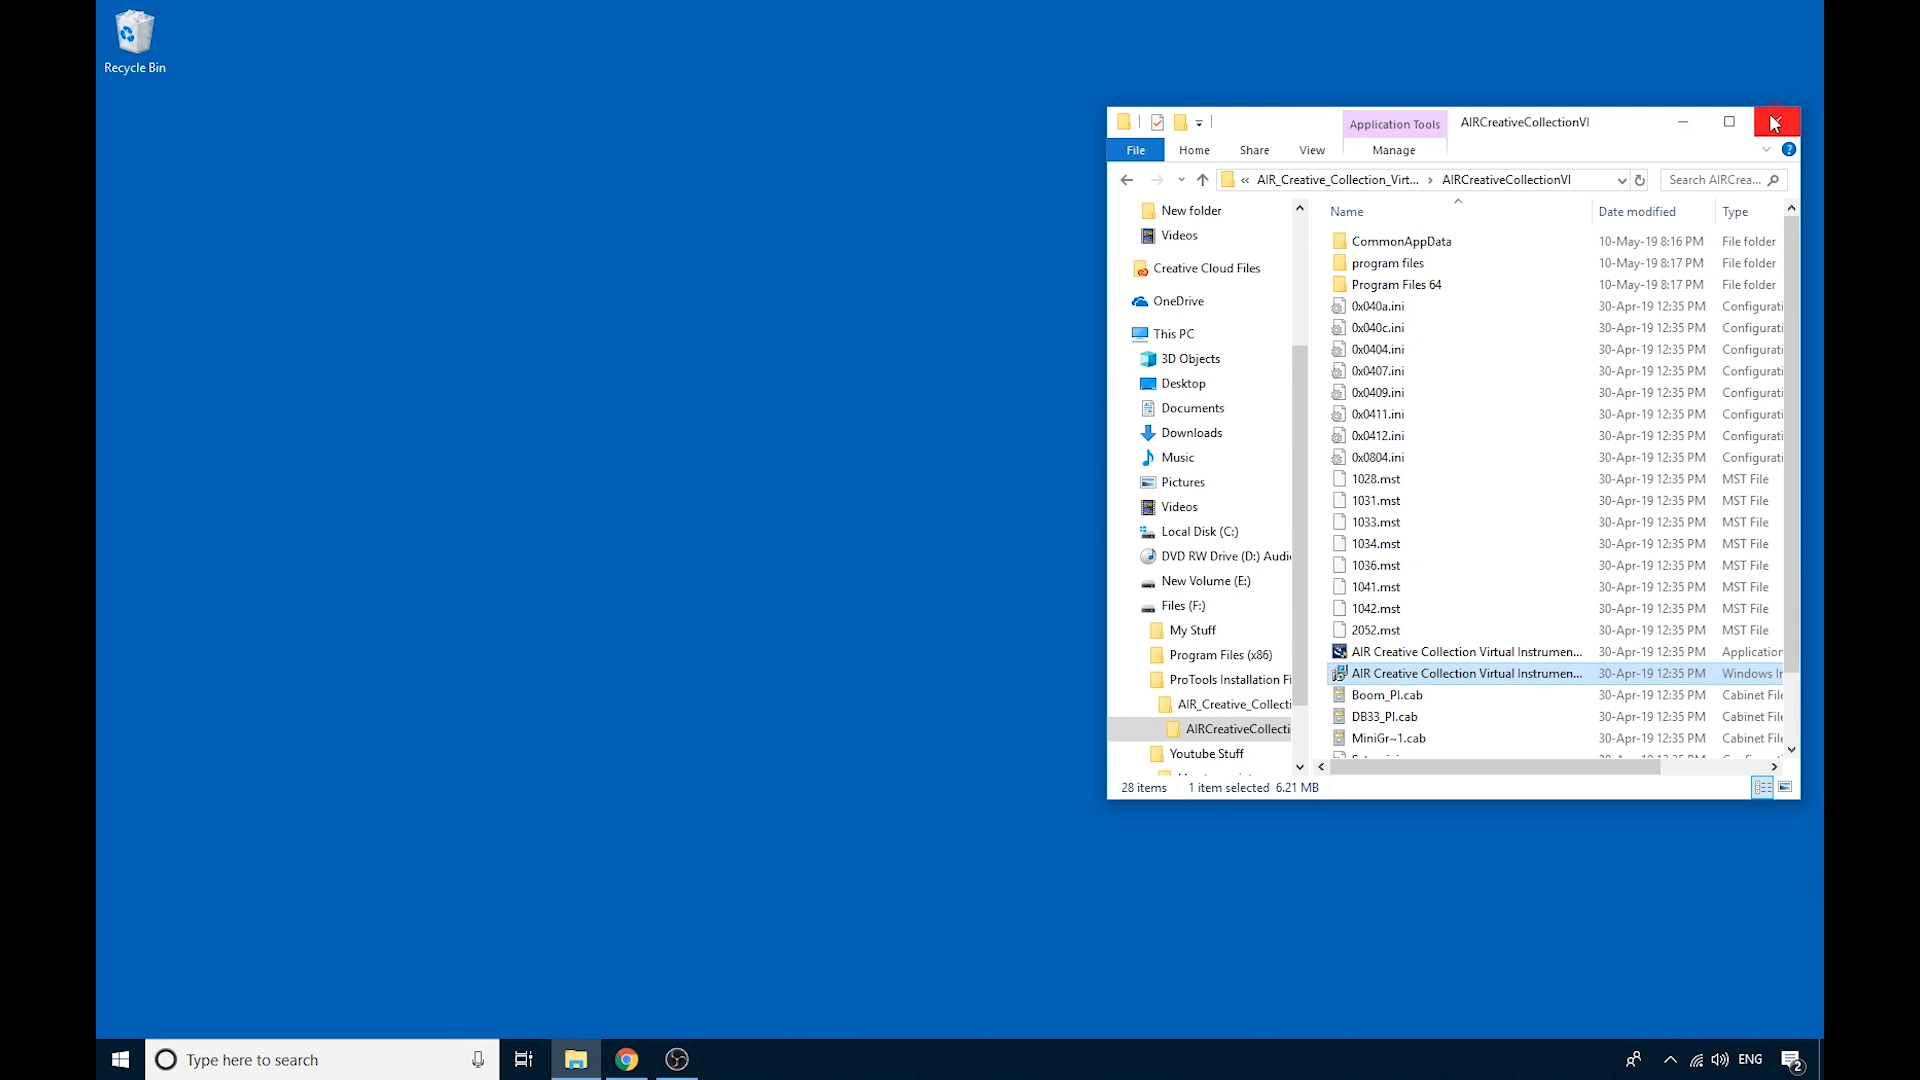 Recycle Bin
Application Tools
AIRCreativeCollectionVI
File
Home
Share
View
Manage
« AIR_Creative_Collection_Virt... › AIRCreativeCollectionVI
Search AIRCrea...
New folder
Videos
Creative Cloud Files
OneDrive
This PC
3D Objects
Desktop
Documents
Downloads
Music
Pictures
Videos
Local Disk (C:)
DVD RW Drive (D:) Audi
New Volume (E:)
Files (F:)
My Stuff
Program Files (x86)
ProTools Installation Fi
AIR_Creative_Collecti
AIRCreativeCollecti
Youtube Stuff
Name Date modified Type
CommonAppData 10-May-19 8:16 PM File folder
program files 10-May-19 8:17 PM File folder
Program Files 64 10-May-19 8:17 PM File folder
0x040a.ini 30-Apr-19 12:35 PM Configurati
0x040c.ini 30-Apr-19 12:35 PM Configurati
0x0404.ini 30-Apr-19 12:35 PM Configurati
0x0407.ini 30-Apr-19 12:35 PM Configurati
0x0409.ini 30-Apr-19 12:35 PM Configurati
0x0411.ini 30-Apr-19 12:35 PM Configurati
0x0412.ini 30-Apr-19 12:35 PM Configurati
0x0804.ini 30-Apr-19 12:35 PM Configurati
1028.mst 30-Apr-19 12:35 PM MST File
1031.mst 30-Apr-19 12:35 PM MST File
1033.mst 30-Apr-19 12:35 PM MST File
1034.mst 30-Apr-19 12:35 PM MST File
1036.mst 30-Apr-19 12:35 PM MST File
1041.mst 30-Apr-19 12:35 PM MST File
1042.mst 30-Apr-19 12:35 PM MST File
2052.mst 30-Apr-19 12:35 PM MST File
AIR Creative Collection Virtual Instrumen... 30-Apr-19 12:35 PM Application
AIR Creative Collection Virtual Instrumen... 30-Apr-19 12:35 PM Windows In
Boom_PI.cab 30-Apr-19 12:35 PM Cabinet File
DB33_PI.cab 30-Apr-19 12:35 PM Cabinet File
MiniGr~1.cab 30-Apr-19 12:35 PM Cabinet File
28 items 1 item selected 6.21 MB
Type here to search
ENG
2